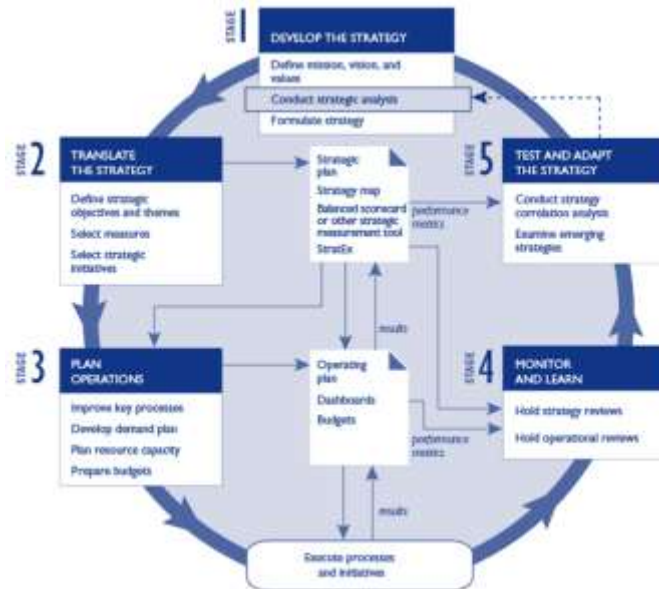 STAGE 1
DEVELOP THE STRATEGY
Define mission, vision, and
values
Conduct strategic analysis
Formulate strategy
STAGE 2
TRANSLATE
THE STRATEGY
Define strategic
objectives and themes
Select measures
Select strategic
initiatives
Strategic
plan
Strategy map
Balanced scorecard
or other strategic
measurement tool
StratEx
performance
metrics
STAGE 5
TEST AND ADAPT
THE STRATEGY
Conduct strategy
correlation analysis
Examine emerging
strategies
results
STAGE 3
PLAN
OPERATIONS
Improve key processes
Develop demand plan
Plan resource capacity
Prepare budgets
Operating
plan
Dashboards
Budgets
performance
metrics
STAGE 4
MONITOR
AND LEARN
Hold strategy reviews
Hold operational reviews
results
Execute processes
and initiatives